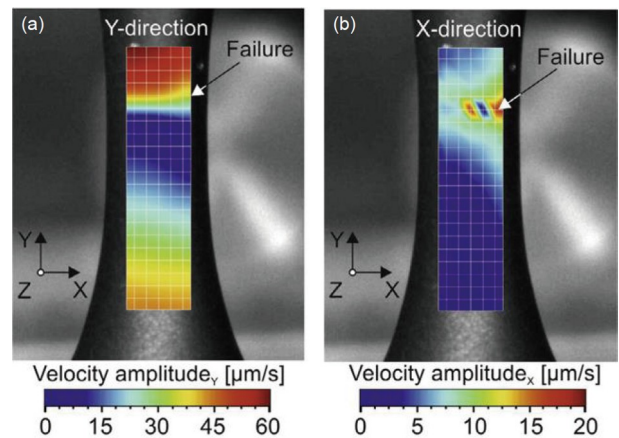 (a)
Y-direction
Failure
Y
Z
X
Velocity amplitudeY [µm/s]
0 15 30 45 60
(b)
X-direction
Failure
Y
Z
X
Velocity amplitudeX [µm/s]
0 5 10 15 20